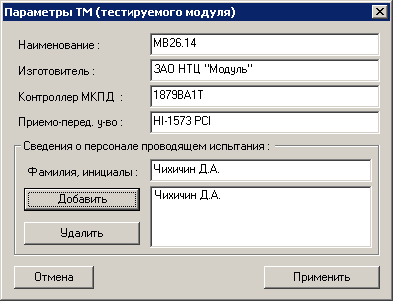 Параметры ТМ (тестируемого модуля)
Наименование : МВ26.14
Изготовитель : ЗАО НТЦ "Модуль"
Контроллер МКПД : 1879ВА1Т
Приемо-перед. у-во : HI-1573 PCI
Сведения о персонале проводящем испытания :
Фамилия, инициалы : Чихичин Д.А.
Добавить
Чихичин Д.А.
Удалить
Отмена
Применить